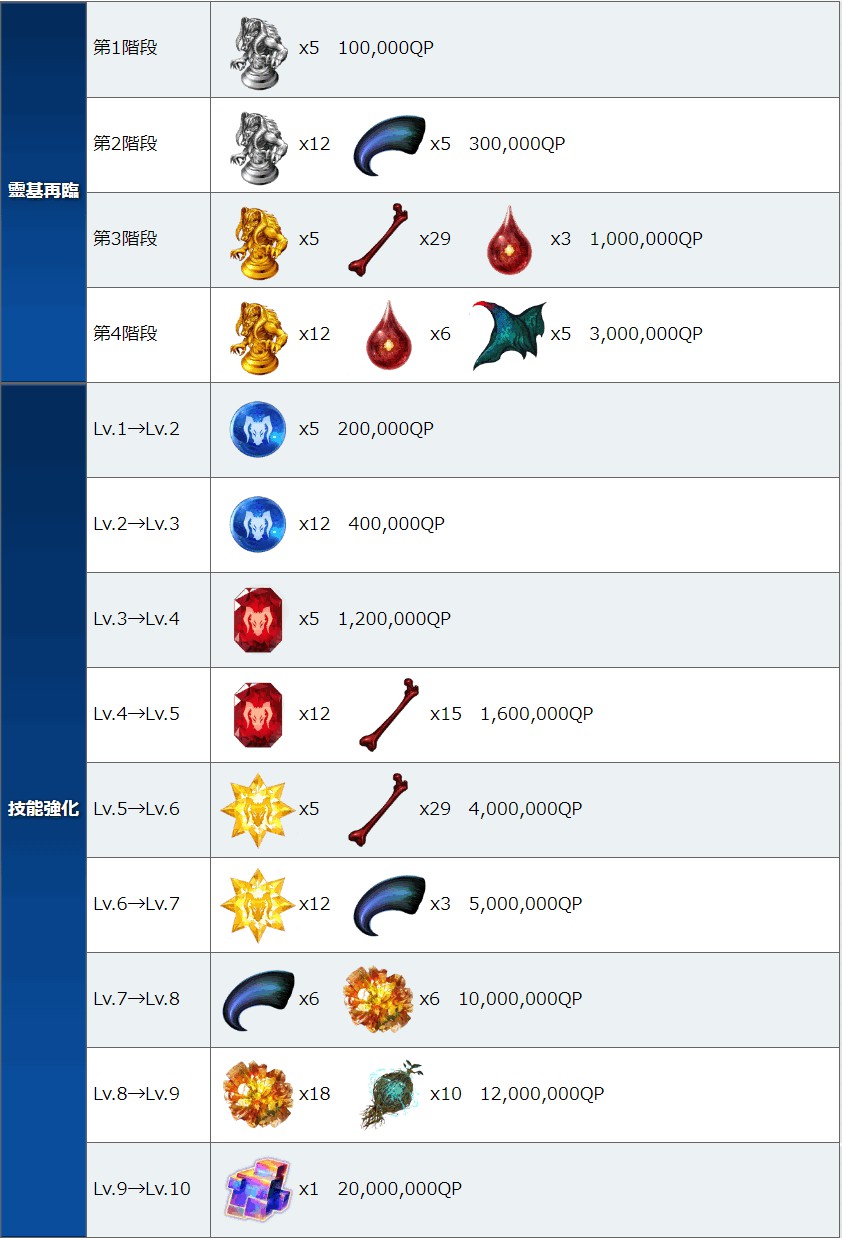 靈基再臨
第1階段 x5 100,000QP
第2階段 x12 x5 300,000QP
第3階段 x5 x29 x3 1,000,000QP
第4階段 x12 x6 x5 3,000,000QP
技能強化
Lv.1→Lv.2 x5 200,000QP
Lv.2→Lv.3 x12 400,000QP
Lv.3→Lv.4 x5 1,200,000QP
Lv.4→Lv.5 x12 x15 1,600,000QP
Lv.5→Lv.6 x5 x29 4,000,000QP
Lv.6→Lv.7 x12 x3 5,000,000QP
Lv.7→Lv.8 x6 x6 10,000,000QP
Lv.8→Lv.9 x18 x10 12,000,000QP
Lv.9→Lv.10 x1 20,000,000QP